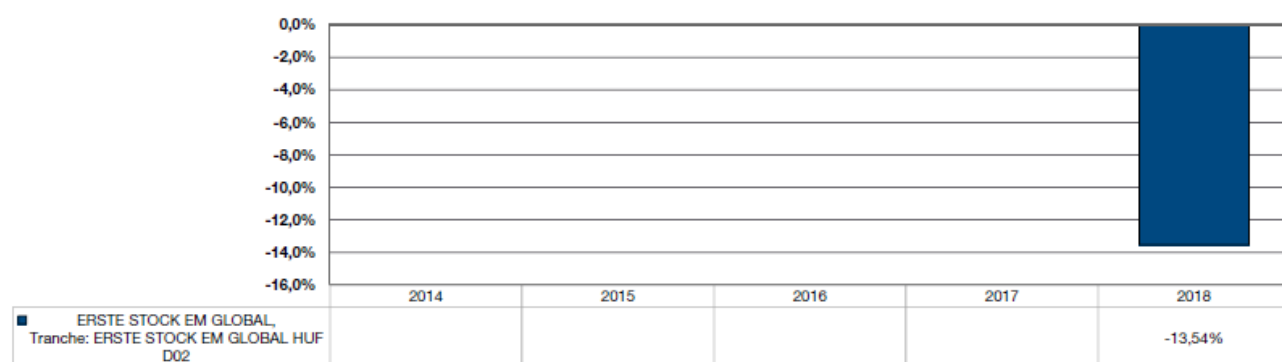 0,0%
-2,0%
-4,0%
-6,0%
-8,0%
-10,0%
-12,0%
-14,0%
-16,0%
2014 2015 2016 2017 2018
ERSTE STOCK EM GLOBAL,
Tranche: ERSTE STOCK EM GLOBAL HUF
D02
-13,54%